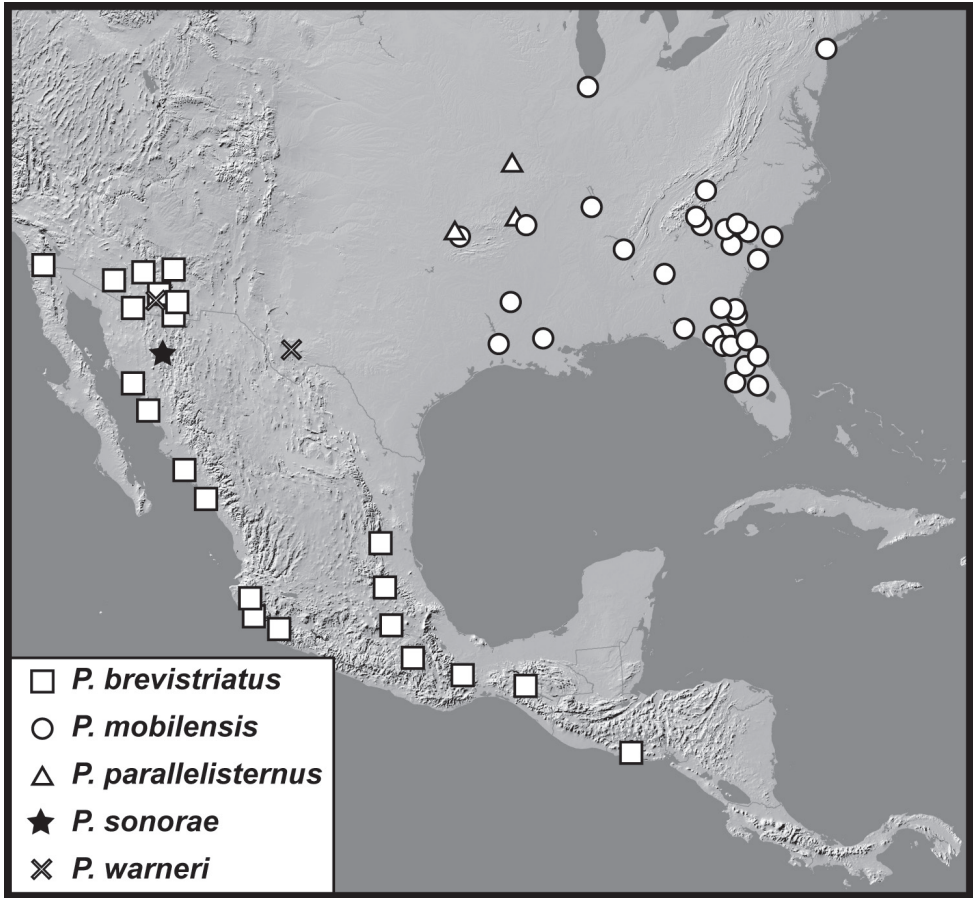 P. brevistriatus
P. mobilensis
P. parallelisternus
P. sonorae
P. warneri